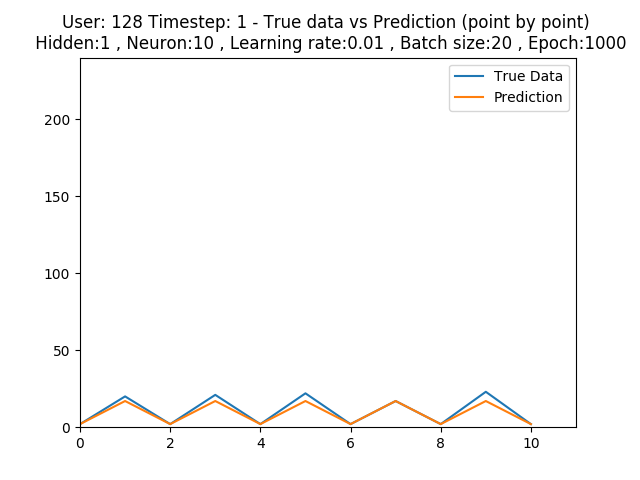 User: 128 Timestep: 1 - True data vs Prediction (point by point)
Hidden:1 , Neuron:10 , Learning rate:0.01 , Batch size:20 , Epoch:1000
True Data
Prediction
200
150
100
50
0
0 2 4 6 8 10